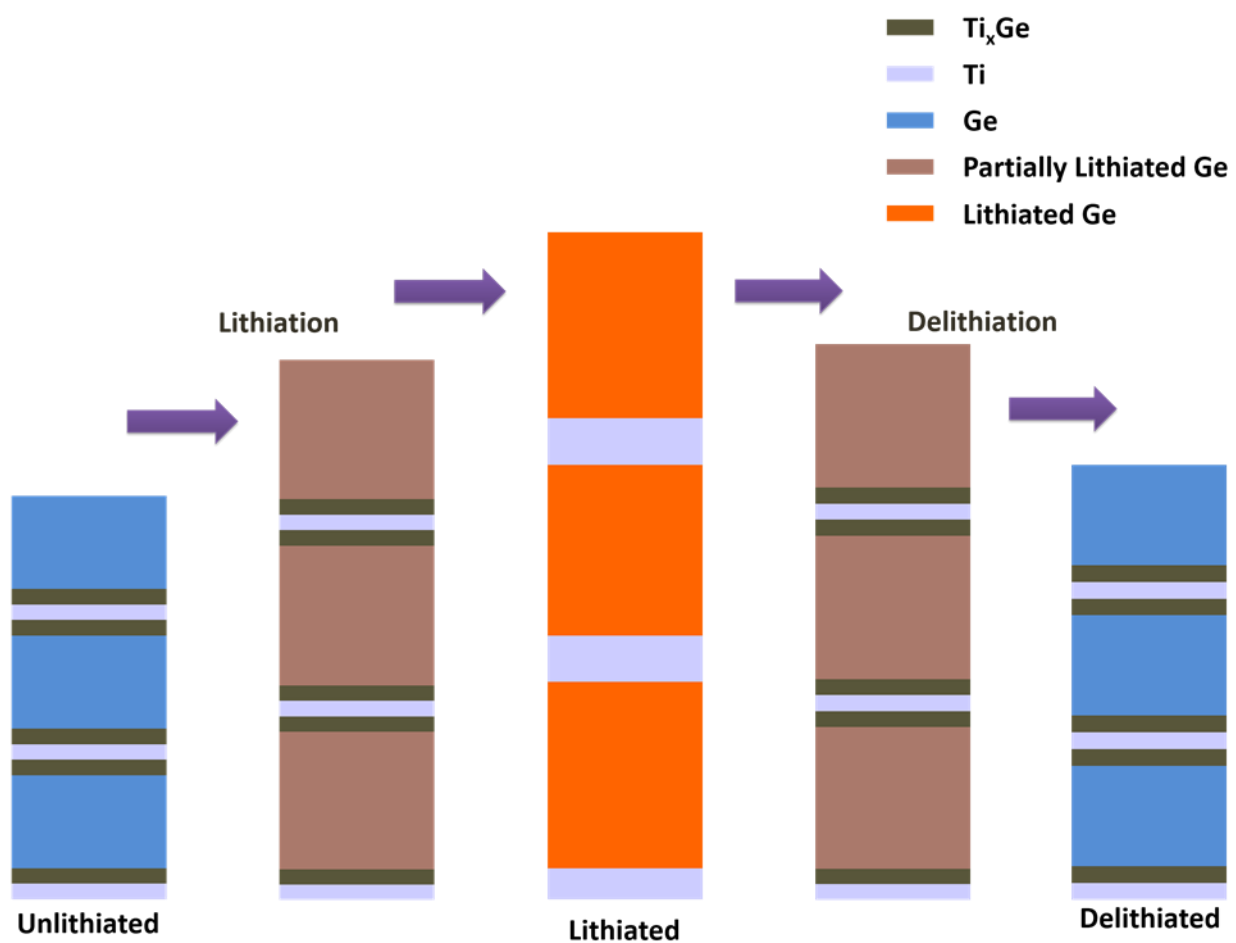 TiₓGe
Ti
Ge
Partially Lithiated Ge
Lithiated Ge
Lithiation
Delithiation
Unlithiated
Lithiated
Delithiated